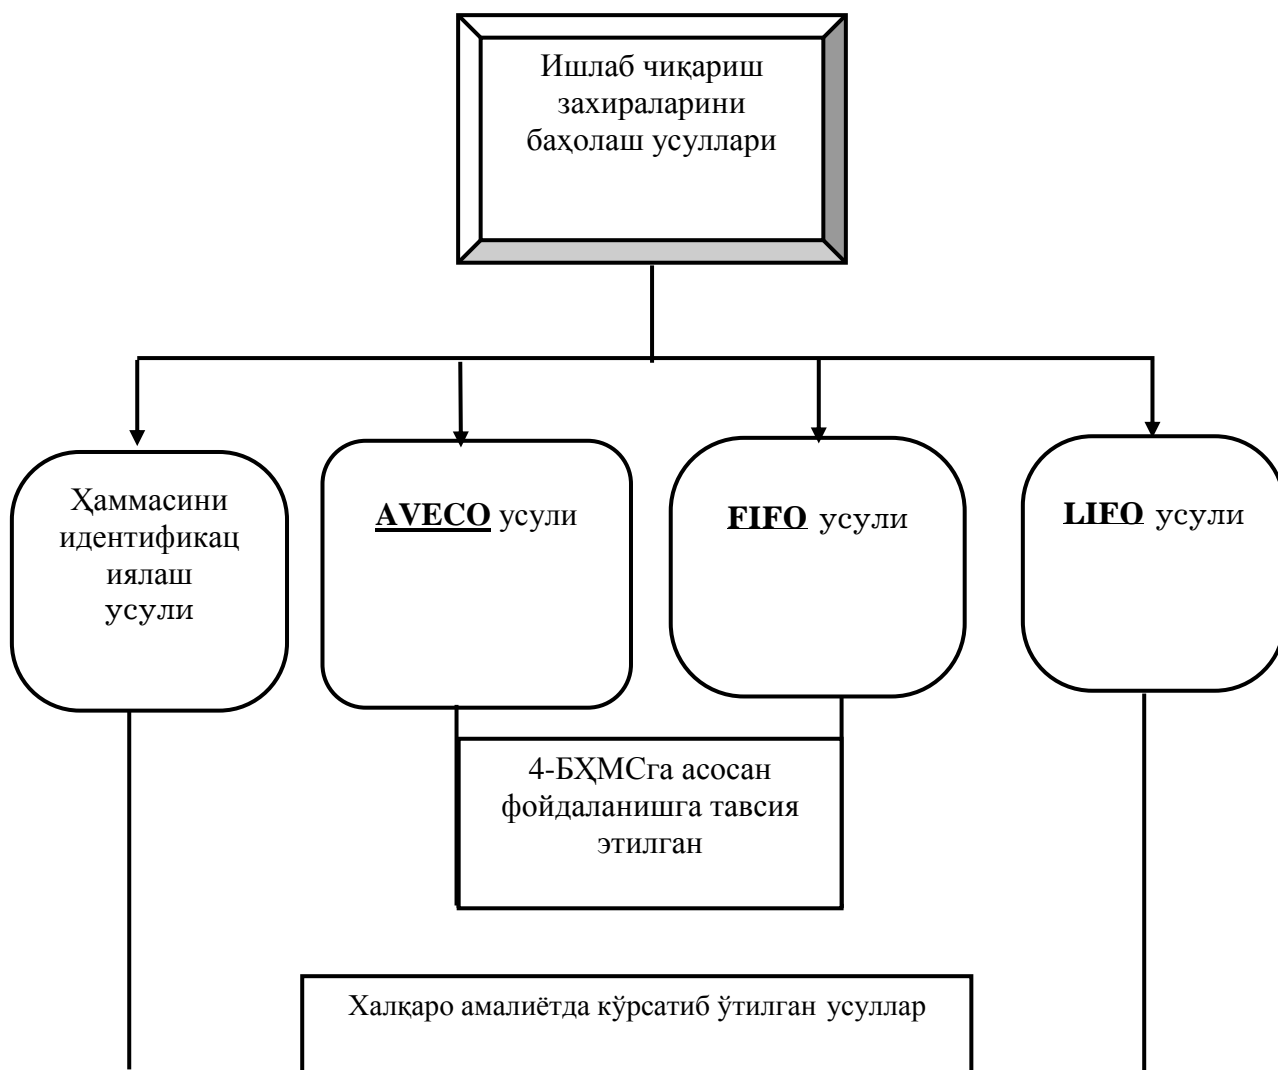 Ишлаб чиқариш
захираларини
баҳолаш усуллари
Ҳаммасини
идентификац
иялаш
усули
AVECO усули
FIFO усули
LIFO усули
4-БҲМСга асосан
фойдаланишга тавсия
этилган
Халқаро амалиётда кўрсатиб ўтилган усуллар